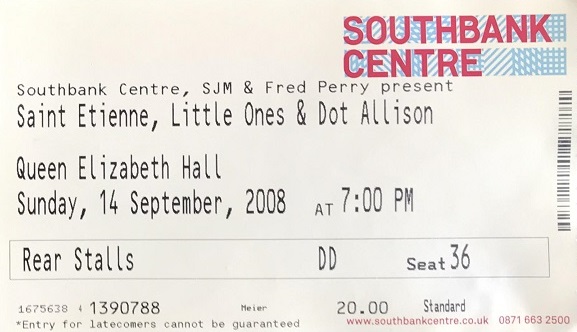 SOUTHBANK
CENTRE
Southbank Centre, SJM & Fred Perry present
Saint Etienne, Little Ones & Dot Allison
Queen Elizabeth Hall
Sunday, 14 September, 2008 AT 7:00 PM
Rear Stalls DD Seat 36
1675638 4 1390788 Meier 20.00 Standard
*Entry for latecomers cannot be guaranteed www.southbankcentre.co.uk 0871 663 2500